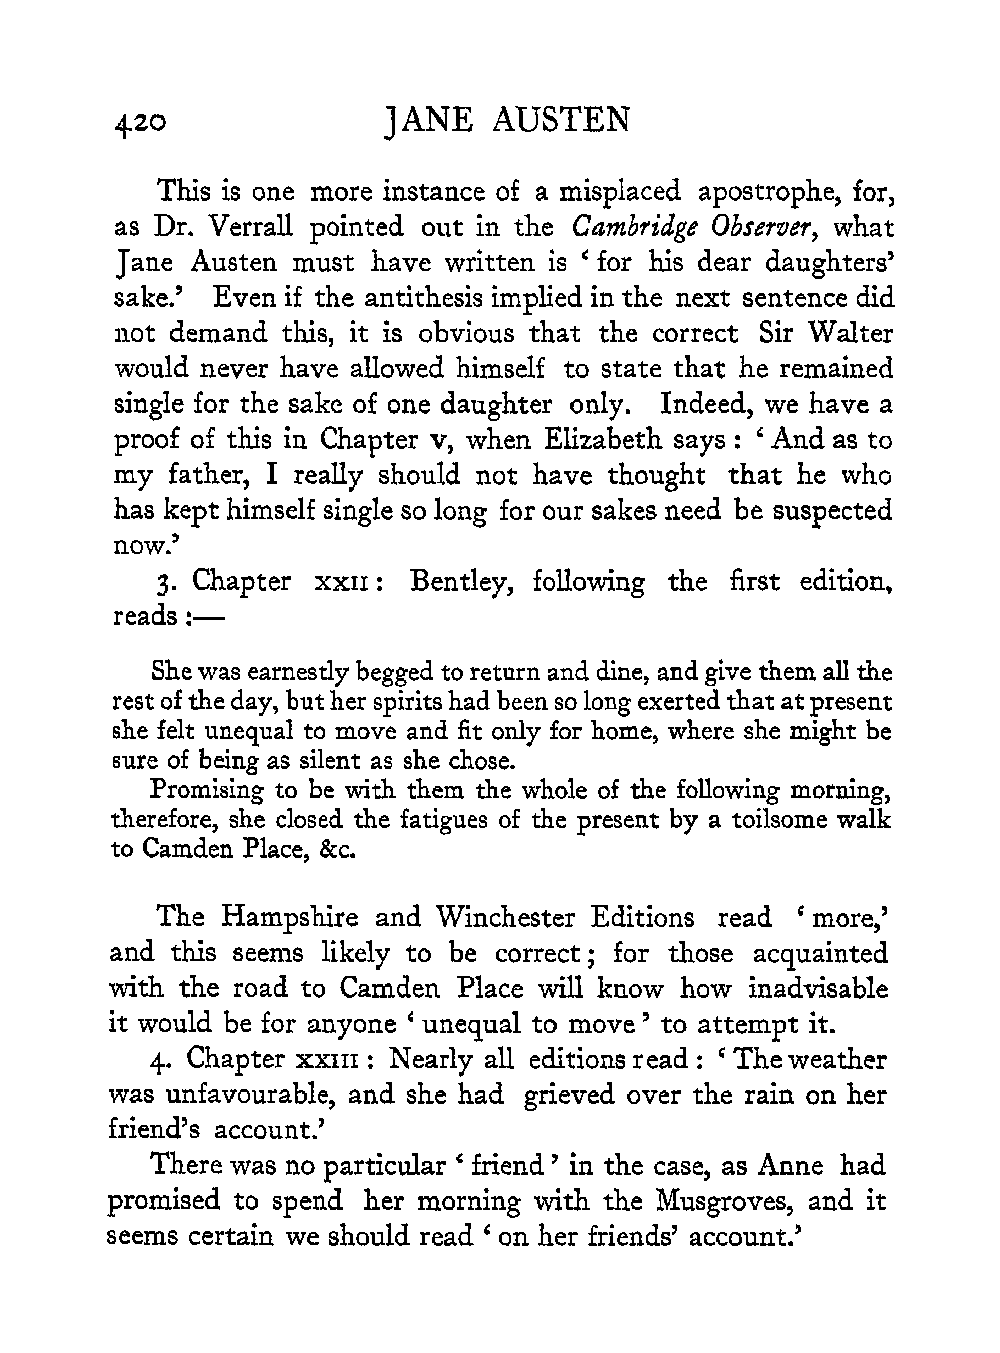 420 JANE AUSTEN
This is one more instance of a misplaced apostrophe, for,
as Dr. Verrall pointed out in the Cambridge Observer, what
Jane Austen must have written is ‘ for his dear daughters’
sake.’ Even if the antithesis implied in the next sentence did
not demand this, it is obvious that the correct Sir Walter
would never have allowed himself to state that he remained
single for the sake of one daughter only. Indeed, we have a
proof of this in Chapter v, when Elizabeth says : ‘ And as to
my father, I really should not have thought that he who
has kept himself single so long for our sakes need be suspected
now.’
3. Chapter XXII : Bentley, following the first edition,
reads :—
She was earnestly begged to return and dine, and give them all the
rest of the day, but her spirits had been so long exerted that at present
she felt unequal to move and fit only for home, where she might be
sure of being as silent as she chose.
Promising to be with them the whole of the following morning,
therefore, she closed the fatigues of the present by a toilsome walk
to Camden Place, &c.
The Hampshire and Winchester Editions read ‘ more,’
and this seems likely to be correct ; for those acquainted
with the road to Camden Place will know how inadvisable
it would be for anyone ‘ unequal to move ’ to attempt it.
4. Chapter XXIII : Nearly all editions read : ‘ The weather
was unfavourable, and she had grieved over the rain on her
friend’s account.’
There was no particular ‘ friend ’ in the case, as Anne had
promised to spend her morning with the Musgroves, and it
seems certain we should read ‘ on her friends’ account.’